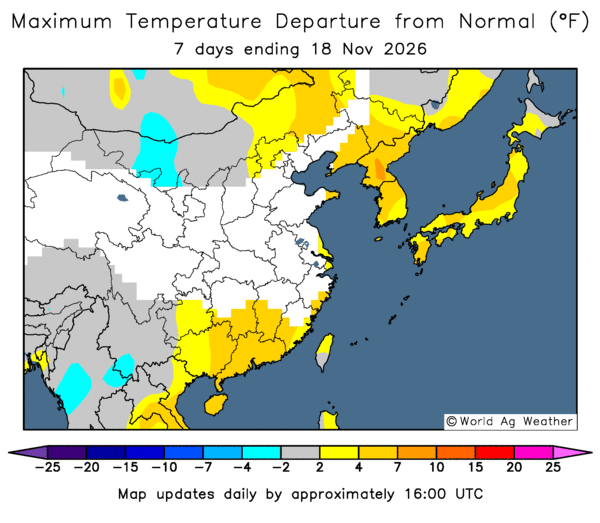 Maximum Temperature Departure from Normal (°F)
7 days ending 18 Nov 2026
© World Ag Weather
−25 −20 −15 −10 −7 −4 −2 2 4 7 10 15 20 25
Map updates daily by approximately 16:00 UTC